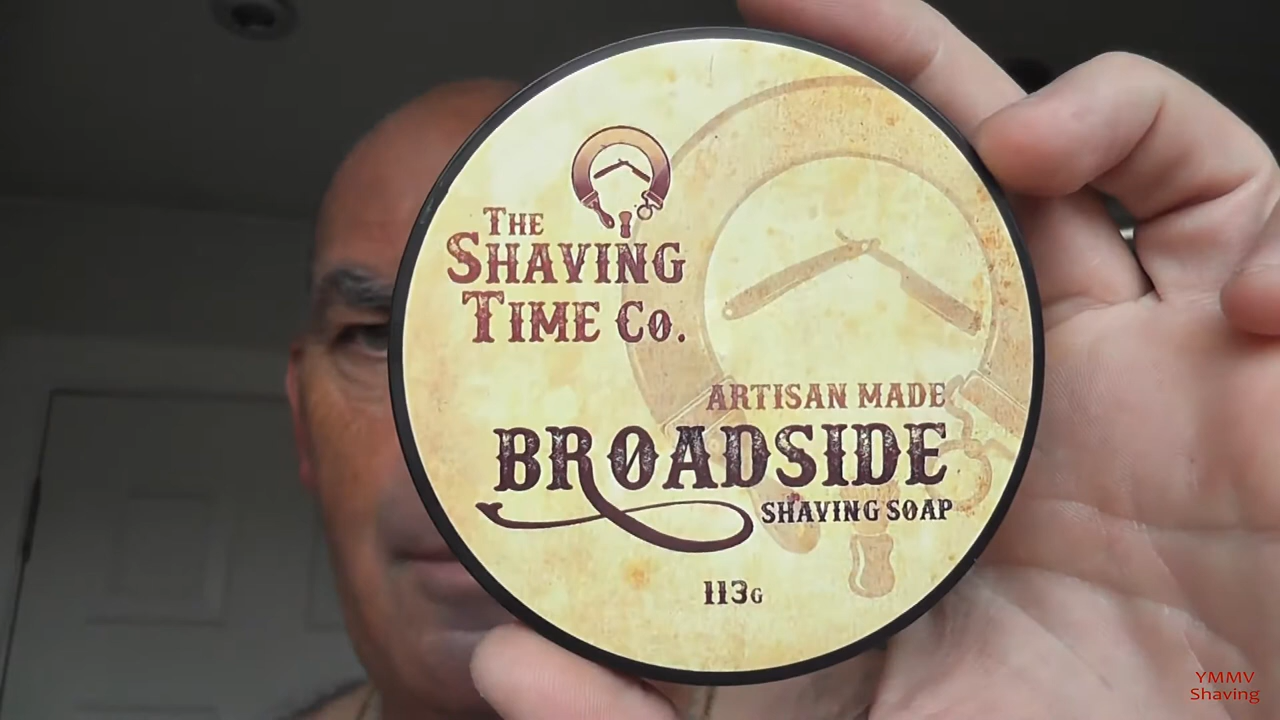 The
Shaving
Time Co.
ARTISAN MADE
BROADSIDE
SHAVING SOAP
113G
YMMV
Shaving